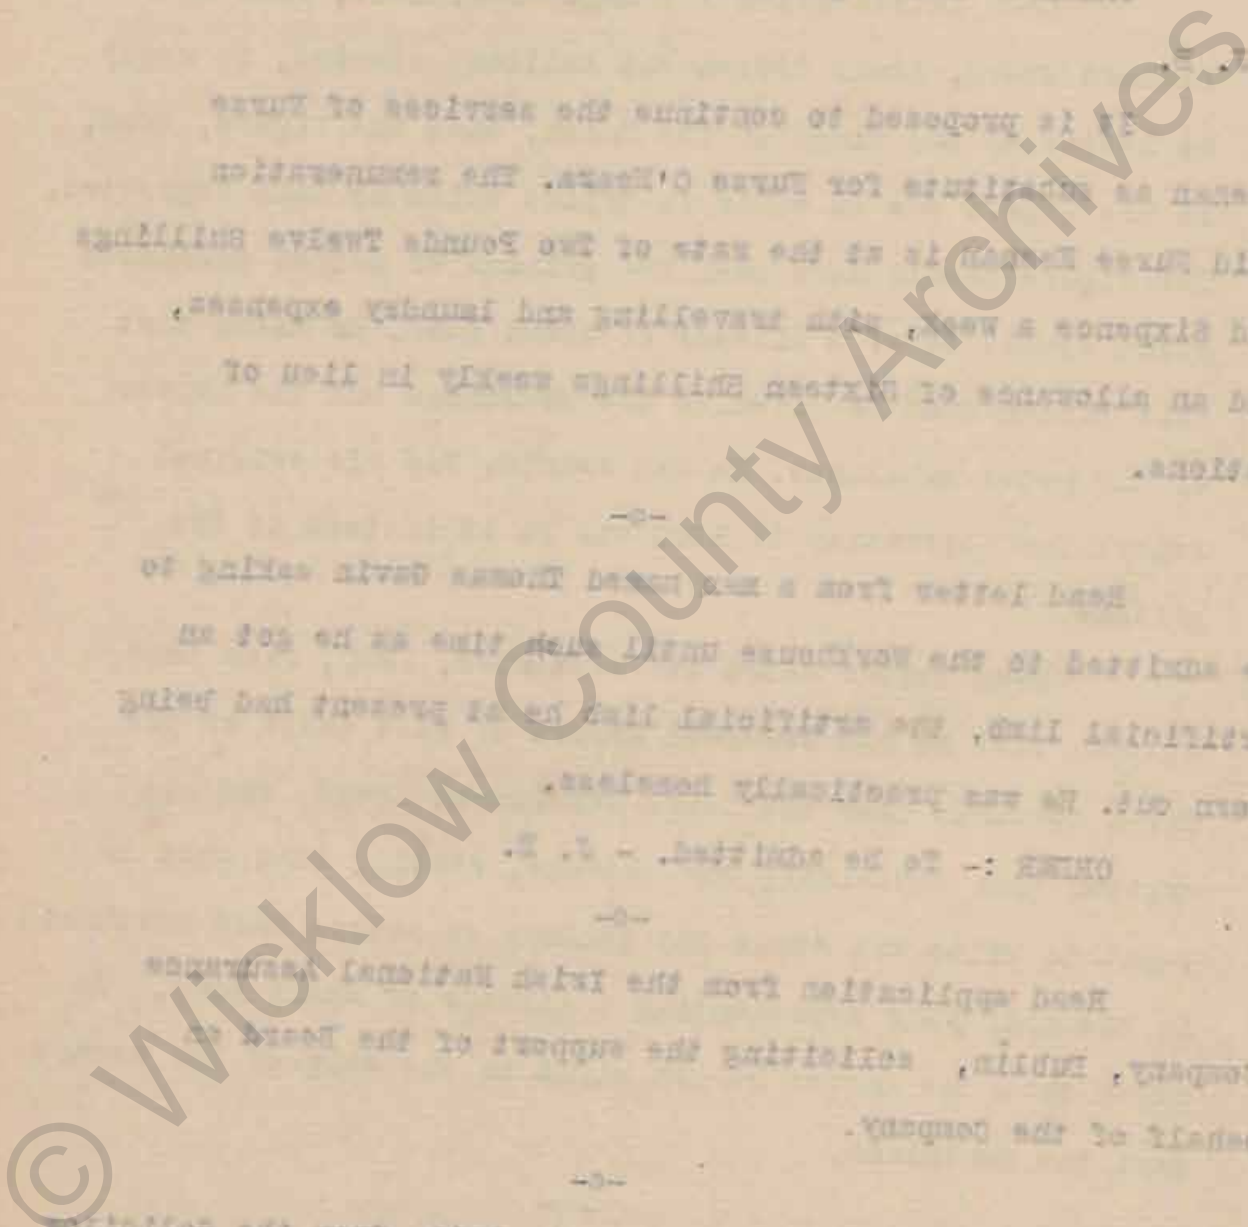 It is proposed to continue the services of Nurse
enan as substitute for Nurse O'Meara. The remuneration
id Nurse Keenan is at the rate of Two Pounds Twelve Shillings
d Sixpence a week, with travelling and laundry expenses,
d an allowance of Sixteen Shillings weekly in lieu of
tions.
-o-
Read letter from a man named Thomas Gavin asking to
e admitted to the Workhouse until such time as he got an
rtificial limb, the artificial limb he at present had being
worn out. He was practically homeless.
ORDER :- To be admitted. -
-o-
Read application from the Irish National Assurance
Company, Dublin, soliciting the support of the Board on
behalf of the Company.
-o-
© Wicklow County Archives